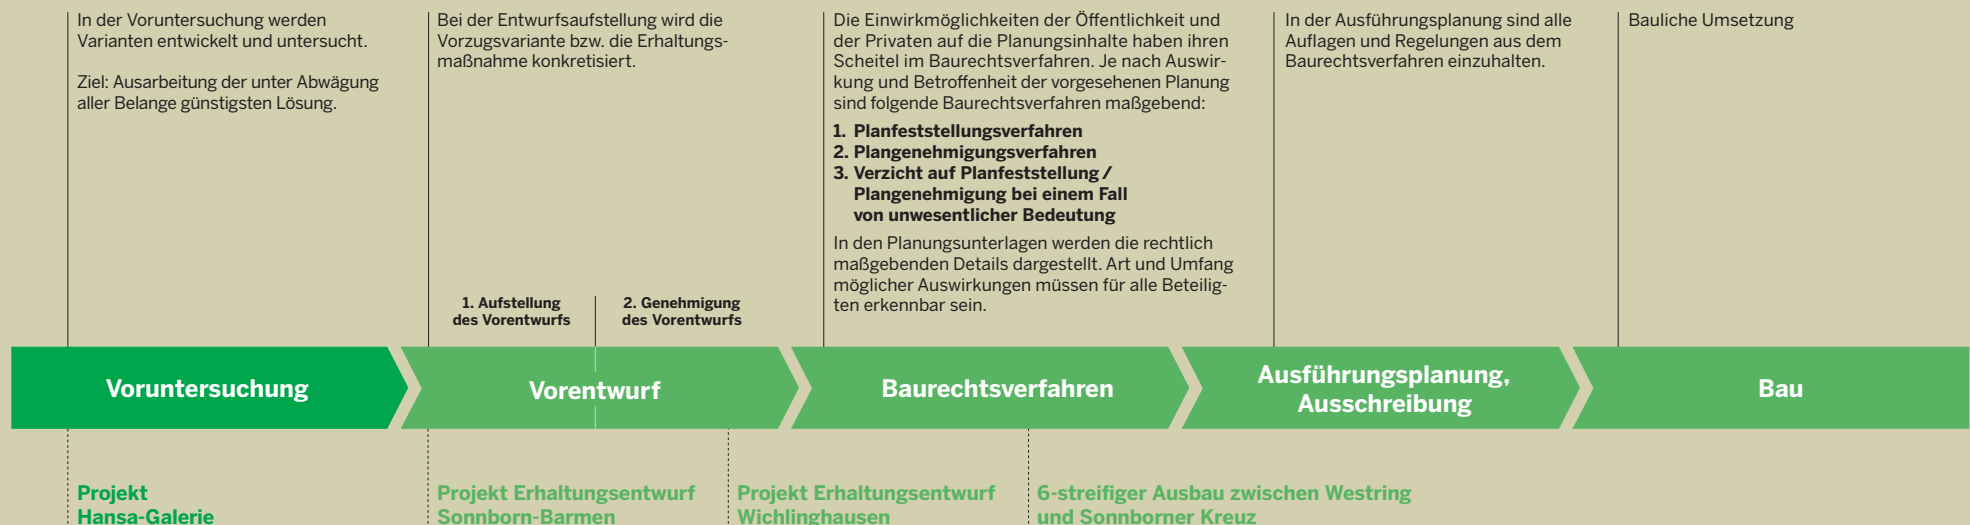 In der Voruntersuchung werden
Varianten entwickelt und untersucht.
Ziel: Ausarbeitung der unter Abwägung
aller Belange günstigsten Lösung.
Bei der Entwurfsaufstellung wird die
Vorzugsvariante bzw. die Erhaltungs-
maßnahme konkretisiert.
1. Aufstellung
des Vorentwurfs
2. Genehmigung
des Vorentwurfs
Die Einwirkmöglichkeiten der Öffentlichkeit und
der Privaten auf die Planungsinhalte haben ihren
Scheitel im Baurechtsverfahren. Je nach Auswir-
kung und Betroffenheit der vorgesehenen Planung
sind folgende Baurechtsverfahren maßgebend:
1. Planfeststellungsverfahren
2. Plangenehmigungsverfahren
3. Verzicht auf Planfeststellung /
Plangenehmigung bei einem Fall
von unwesentlicher Bedeutung
In den Planungsunterlagen werden die rechtlich
maßgebenden Details dargestellt. Art und Umfang
möglicher Auswirkungen müssen für alle Beteilig-
ten erkennbar sein.
In der Ausführungsplanung sind alle
Auflagen und Regelungen aus dem
Baurechtsverfahren einzuhalten.
Bauliche Umsetzung
Voruntersuchung
Vorentwurf
Baurechtsverfahren
Ausführungsplanung,
Ausschreibung
Bau
Projekt
Hansa-Galerie
Projekt Erhaltungsentwurf
Sonnborn-Barmen
Projekt Erhaltungsentwurf
Wichlinghausen
6-streifiger Ausbau zwischen Westring
und Sonnborner Kreuz